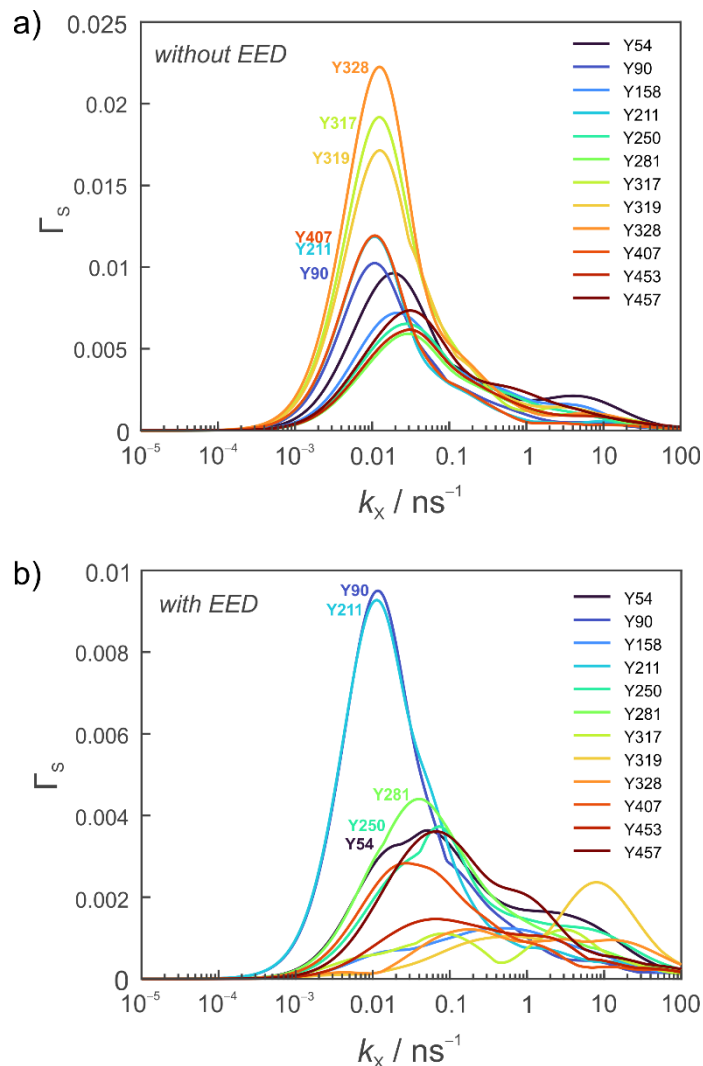 a)
without EED
0.025
0.02
0.015
0.01
0.005
0
Γs
Y328
Y317
Y319
Y407
Y211
Y90
Y54
Y90
Y158
Y211
Y250
Y281
Y317
Y319
Y328
Y407
Y453
Y457
10⁻⁵ 10⁻⁴ 10⁻³ 0.01 0.1 1 10 100
kx / ns⁻¹
b)
with EED
0.01
0.008
0.006
0.004
0.002
0
Γs
Y90
Y211
Y281
Y250
Y54
Y54
Y90
Y158
Y211
Y250
Y281
Y317
Y319
Y328
Y407
Y453
Y457
10⁻⁵ 10⁻⁴ 10⁻³ 0.01 0.1 1 10 100
kx / ns⁻¹